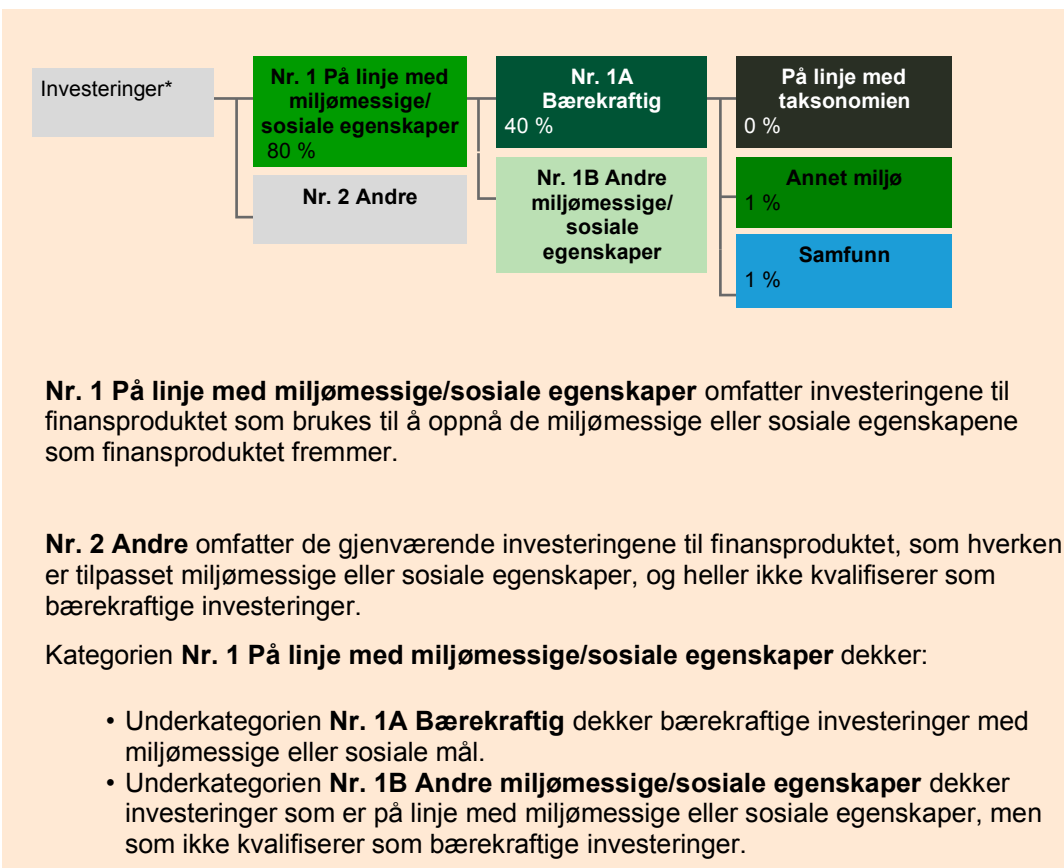 Investeringer*
Nr. 1 På linje med
miljømessige/
sosiale egenskaper
80 %
Nr. 2 Andre
Nr. 1A
Bærekraftig
40 %
Nr. 1B Andre
miljømessige/
sosiale
egenskaper
På linje med
taksonomien
0 %
Annet miljø
1 %
Samfunn
1 %
Nr. 1 På linje med miljømessige/sosiale egenskaper omfatter investeringene til
finansproduktet som brukes til å oppnå de miljømessige eller sosiale egenskapene
som finansproduktet fremmer.
Nr. 2 Andre omfatter de gjenværende investeringene til finansproduktet, som hverken
er tilpasset miljømessige eller sosiale egenskaper, og heller ikke kvalifiserer som
bærekraftige investeringer.
Kategorien Nr. 1 På linje med miljømessige/sosiale egenskaper dekker:
• Underkategorien Nr. 1A Bærekraftig dekker bærekraftige investeringer med
miljømessige eller sosiale mål.
• Underkategorien Nr. 1B Andre miljømessige/sosiale egenskaper dekker
investeringer som er på linje med miljømessige eller sosiale egenskaper, men
som ikke kvalifiserer som bærekraftige investeringer.